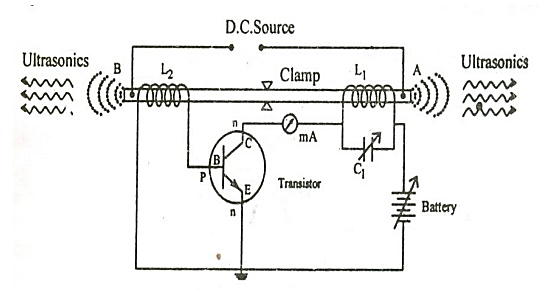 D.C.Source
Ultrasonics
B
L2
Clamp
L1
A
Ultrasonics
n
C
mA
B
P
Transistor
C1
E
n
Battery